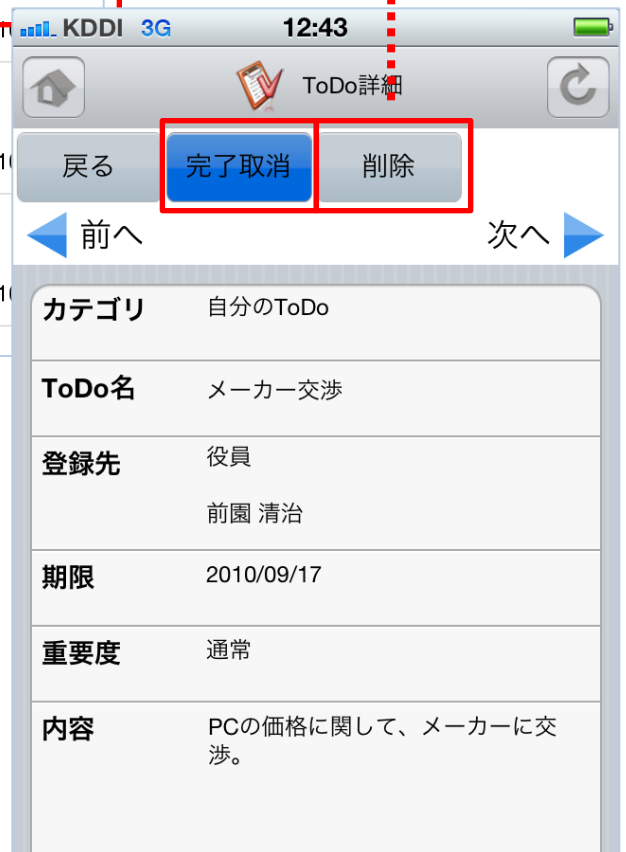 KDDI 3G 12:43
ToDo詳細
戻る 完了取消 削除
前へ 次へ
カテゴリ 自分のToDo
ToDo名 メーカー交渉
登録先 役員
前園 清治
期限 2010/09/17
重要度 通常
内容 PCの価格に関して、メーカーに交
渉。